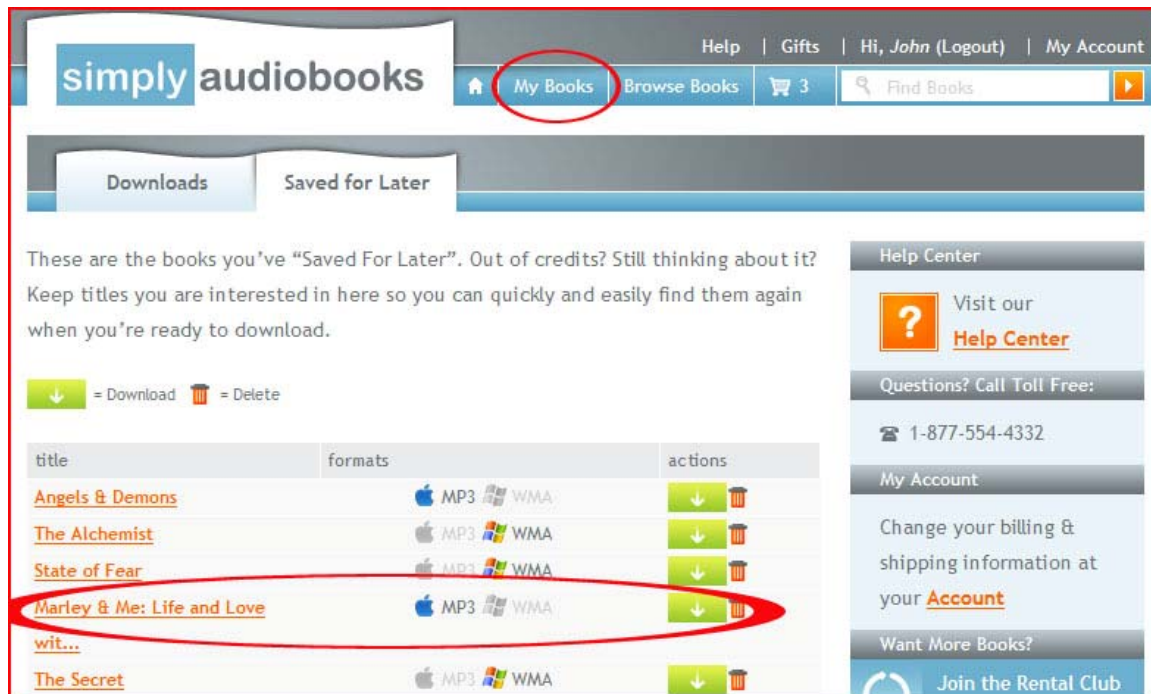 Help | Gifts | Hi, John (Logout) | My Account
simply audiobooks
My Books Browse Books 3 Find Books
Downloads Saved for Later
These are the books you've “Saved For Later”. Out of credits? Still thinking about it?
Keep titles you are interested in here so you can quickly and easily find them again
when you're ready to download.
= Download = Delete
title formats actions
Angels & Demons MP3 WMA
The Alchemist MP3 WMA
State of Fear MP3 WMA
Marley & Me: Life and Love MP3 WMA
wit...
The Secret MP3 WMA
Help Center
?
Visit our
Help Center
Questions? Call Toll Free:
1-877-554-4332
My Account
Change your billing &
shipping information at
your Account
Want More Books?
Join the Rental Club